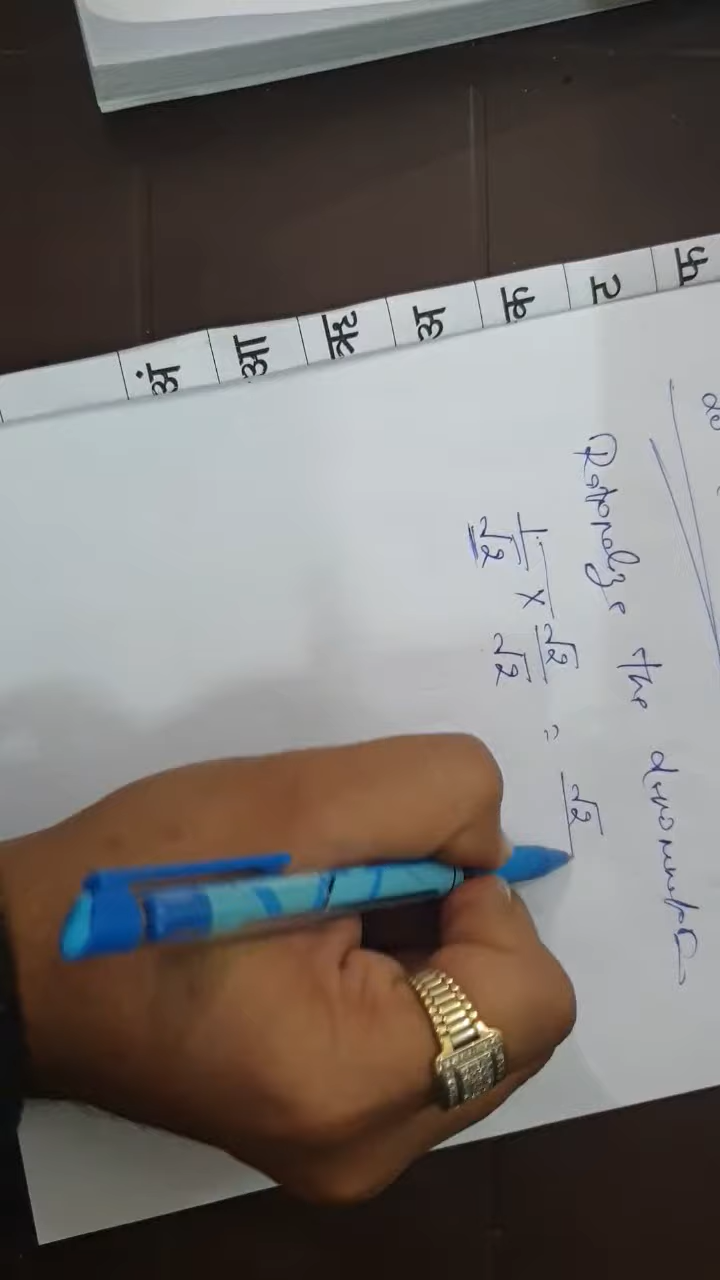 फ
ट
क
अ
ऋ
आ
अं
Rationalize the denominator
1/√2 × √2/√2 = √2